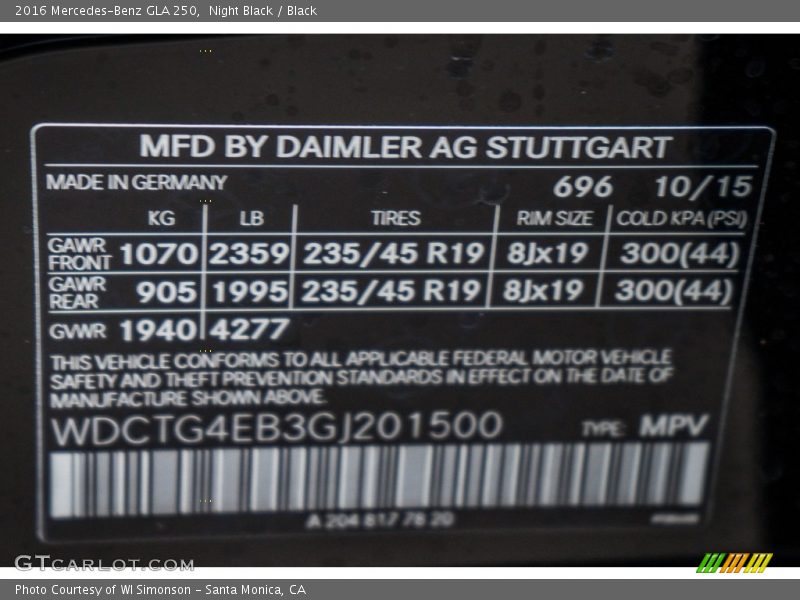 2016 Mercedes-Benz GLA 250,  Night Black / Black
MFD BY DAIMLER AG STUTTGART
MADE IN GERMANY 696 10/15
KG LB TIRES RIM SIZE COLD KPA (PSI)
GAWR FRONT 1070 2359 235/45 R19 8Jx19 300(44)
GAWR REAR 905 1995 235/45 R19 8Jx19 300(44)
GVWR 1940 4277
THIS VEHICLE CONFORMS TO ALL APPLICABLE FEDERAL MOTOR VEHICLE
SAFETY AND THEFT PREVENTION STANDARDS IN EFFECT ON THE DATE OF
MANUFACTURE SHOWN ABOVE.
WDCTG4EB3GJ201500 TYPE: MPV
A 204 817 78 20
GTCARLOT.COM
Photo Courtesy of WI Simonson - Santa Monica, CA